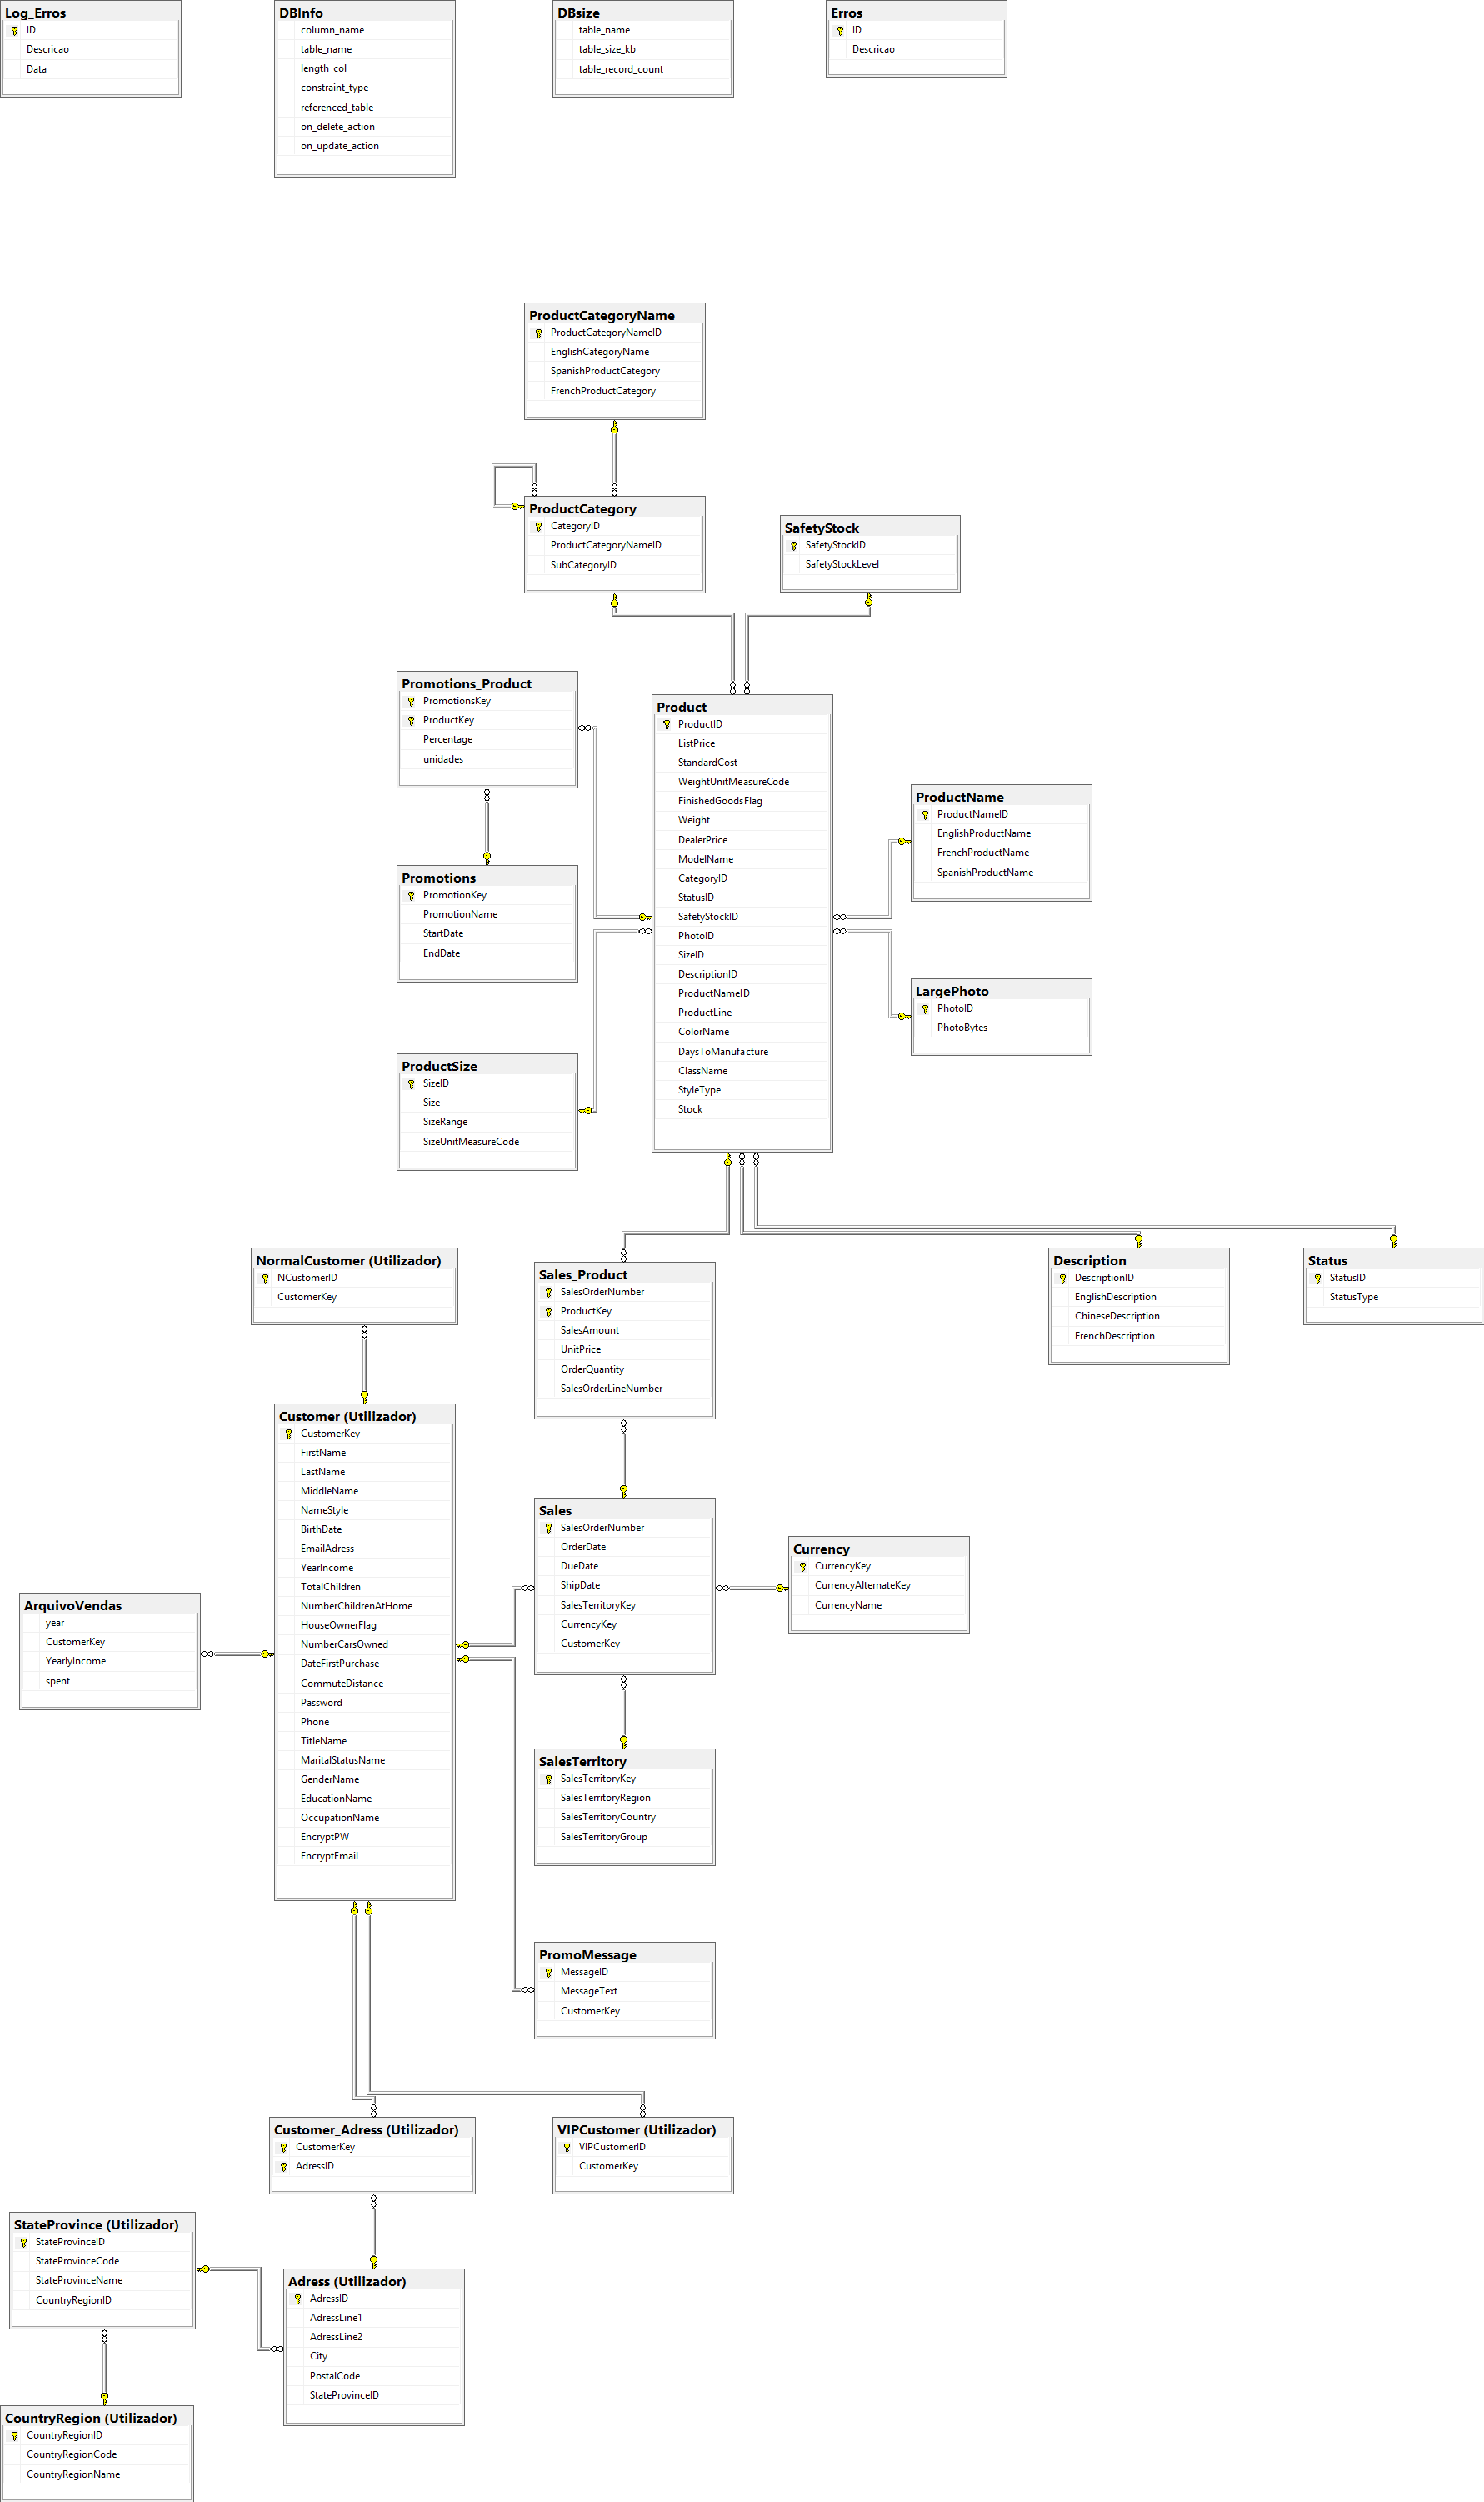 Log_Erros
ID
Descricao
Data
DBInfo
column_name
table_name
length_col
constraint_type
referenced_table
on_delete_action
on_update_action
DBsize
table_name
table_size_kb
table_record_count
Erros
ID
Descricao
ProductCategoryName
ProductCategoryNameID
EnglishCategoryName
SpanishProductCategory
FrenchProductCategory
ProductCategory
CategoryID
ProductCategoryNameID
SubCategoryID
SafetyStock
SafetyStockID
SafetyStockLevel
Promotions_Product
PromotionsKey
ProductKey
Percentage
unidades
Product
ProductID
ListPrice
StandardCost
WeightUnitMeasureCode
FinishedGoodsFlag
Weight
DealerPrice
ModelName
CategoryID
StatusID
SafetyStockID
PhotoID
SizeID
DescriptionID
ProductNameID
ProductLine
ColorName
DaysToManufacture
ClassName
StyleType
Stock
ProductName
ProductNameID
EnglishProductName
FrenchProductName
SpanishProductName
Promotions
PromotionKey
PromotionName
StartDate
EndDate
LargePhoto
PhotoID
PhotoBytes
ProductSize
SizeID
Size
SizeRange
SizeUnitMeasureCode
NormalCustomer (Utilizador)
NCustomerID
CustomerKey
Sales_Product
SalesOrderNumber
ProductKey
SalesAmount
UnitPrice
OrderQuantity
SalesOrderLineNumber
Description
DescriptionID
EnglishDescription
ChineseDescription
FrenchDescription
Status
StatusID
StatusType
Customer (Utilizador)
CustomerKey
FirstName
LastName
MiddleName
NameStyle
BirthDate
EmailAdress
YearIncome
TotalChildren
NumberChildrenAtHome
HouseOwnerFlag
NumberCarsOwned
DateFirstPurchase
CommuteDistance
Password
Phone
TitleName
MaritalStatusName
GenderName
EducationName
OccupationName
EncryptPW
EncryptEmail
Sales
SalesOrderNumber
OrderDate
DueDate
ShipDate
SalesTerritoryKey
CurrencyKey
CustomerKey
Currency
CurrencyKey
CurrencyAlternateKey
CurrencyName
ArquivoVendas
year
CustomerKey
YearlyIncome
spent
SalesTerritory
SalesTerritoryKey
SalesTerritoryRegion
SalesTerritoryCountry
SalesTerritoryGroup
PromoMessage
MessageID
MessageText
CustomerKey
Customer_Adress (Utilizador)
CustomerKey
AdressID
VIPCustomer (Utilizador)
VIPCustomerID
CustomerKey
StateProvince (Utilizador)
StateProvinceID
StateProvinceCode
StateProvinceName
CountryRegionID
Adress (Utilizador)
AdressID
AdressLine1
AdressLine2
City
PostalCode
StateProvinceID
CountryRegion (Utilizador)
CountryRegionID
CountryRegionCode
CountryRegionName